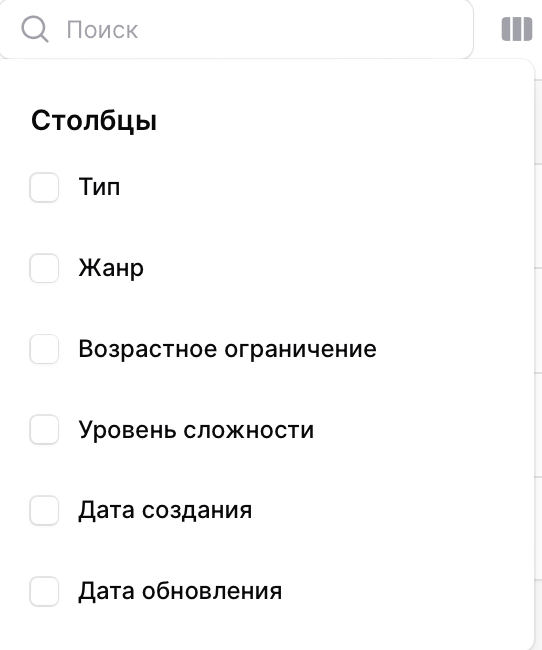 Поиск
Столбцы
Тип
Жанр
Возрастное ограничение
Уровень сложности
Дата создания
Дата обновления